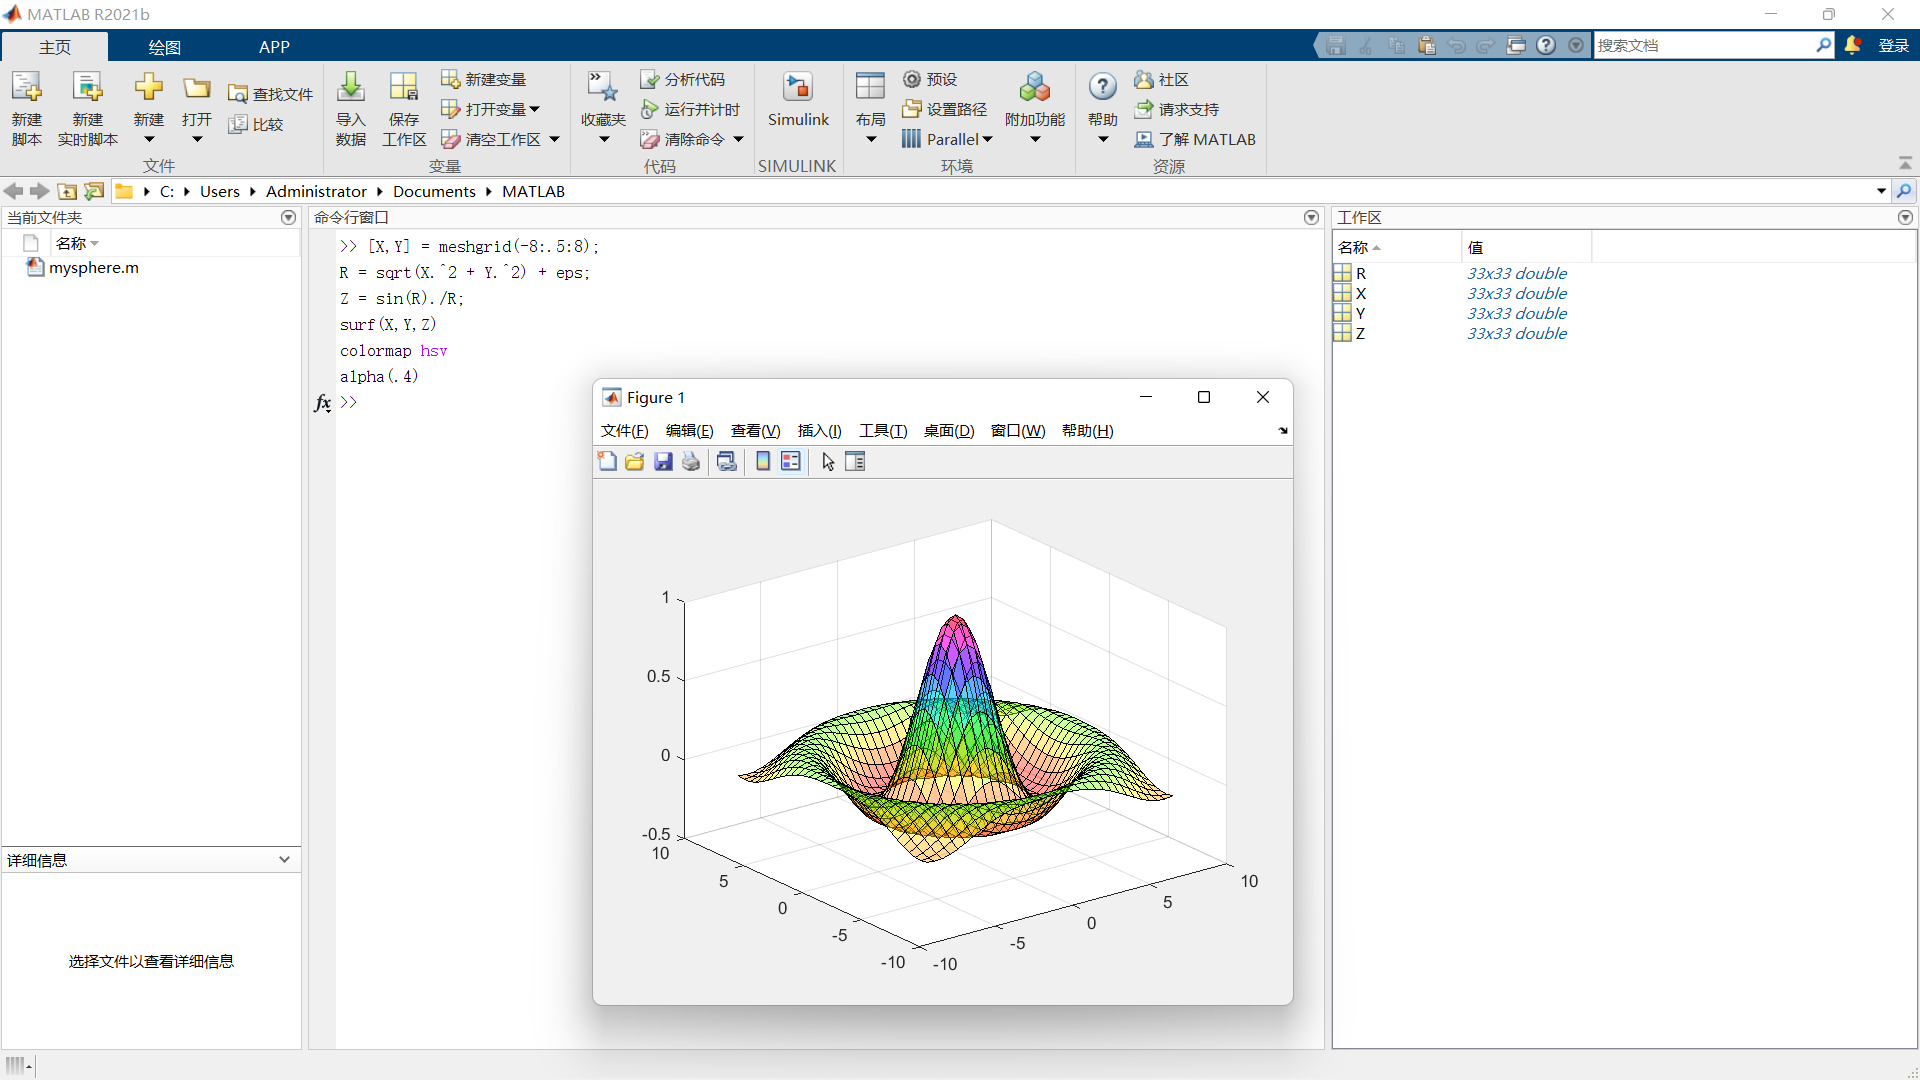 MATLAB R2021b
主页 绘图 APP
搜索文档 登录
新建脚本
新建实时脚本
新建
打开
查找文件
比较
文件
导入数据
保存工作区
新建变量
打开变量
清空工作区
变量
收藏夹
分析代码
运行并计时
清除命令
代码
Simulink
SIMULINK
布局
预设
设置路径
Parallel
附加功能
环境
帮助
社区
请求支持
了解 MATLAB
资源
C: Users Administrator Documents MATLAB
当前文件夹
名称
mysphere.m
详细信息
选择文件以查看详细信息
命令行窗口
>> [X,Y] = meshgrid(-8:.5:8);
R = sqrt(X.^2 + Y.^2) + eps;
Z = sin(R)./R;
surf(X,Y,Z)
colormap hsv
alpha(.4)
fx >>
Figure 1
文件(F) 编辑(E) 查看(V) 插入(I) 工具(T) 桌面(D) 窗口(W) 帮助(H)
1
0.5
0
-0.5
10
5
0
-5
-10
-10
-5
0
5
10
工作区
名称 值
R 33x33 double
X 33x33 double
Y 33x33 double
Z 33x33 double